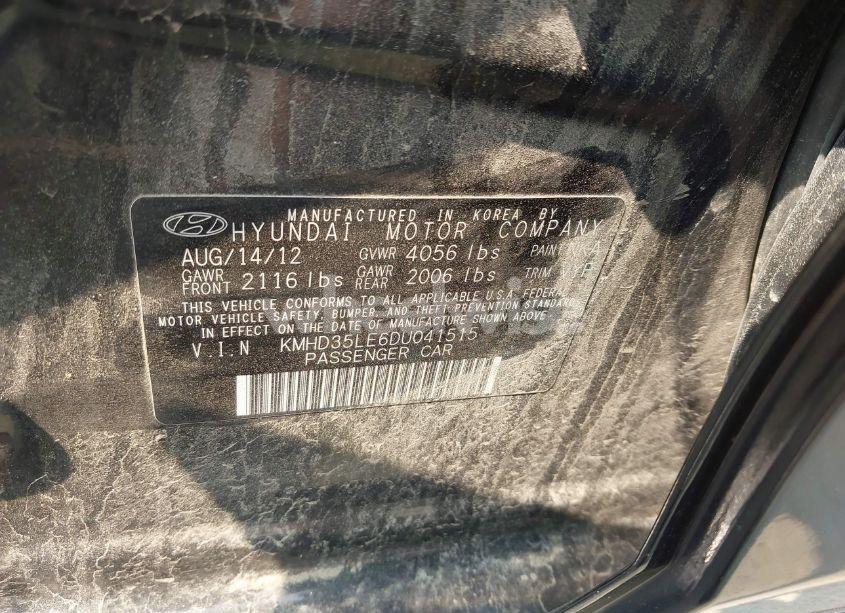 MANUFACTURED IN KOREA BY
HYUNDAI MOTOR COMPANY
AUG/14/12 GVWR 4056 lbs PAINT
GAWR FRONT 2116 lbs GAWR REAR 2006 lbs TRIM
THIS VEHICLE CONFORMS TO ALL APPLICABLE U.S.A. FEDERAL
MOTOR VEHICLE SAFETY, BUMPER, AND THEFT PREVENTION STANDARDS
IN EFFECT ON THE DATE OF MANUFACTURE SHOWN ABOVE.
V.I.N KMHD35LE6DU041515
PASSENGER CAR